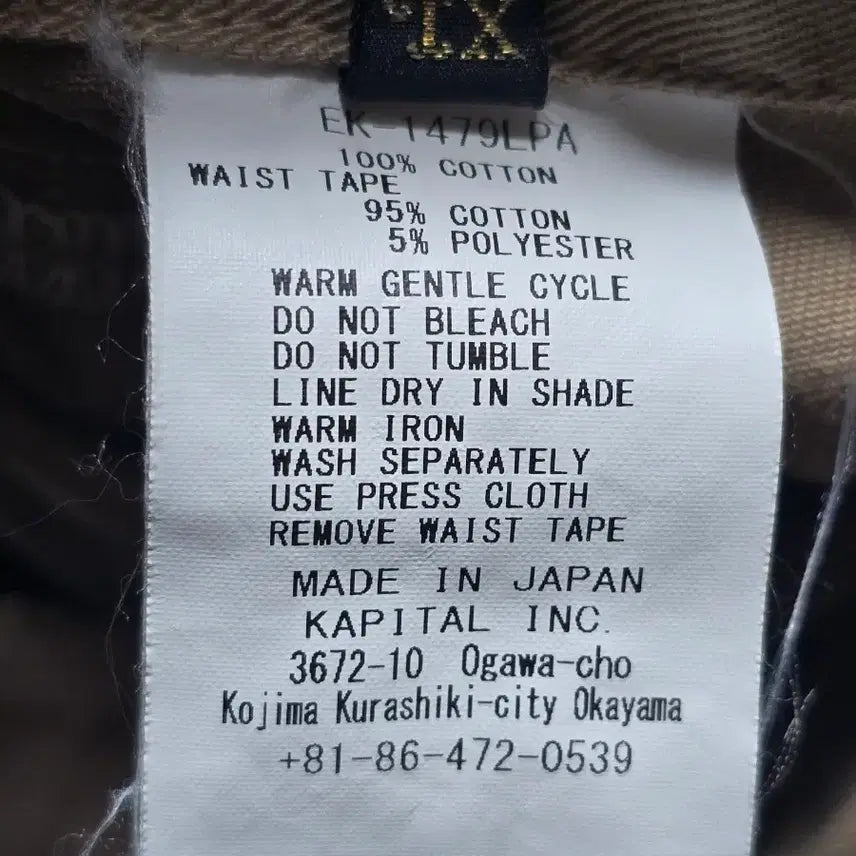 XL
EK-1479LPA
100% COTTON
WAIST TAPE
95% COTTON
5% POLYESTER
WARM GENTLE CYCLE
DO NOT BLEACH
DO NOT TUMBLE
LINE DRY IN SHADE
WARM IRON
WASH SEPARATELY
USE PRESS CLOTH
REMOVE WAIST TAPE
MADE IN JAPAN
KAPITAL INC.
3672-10 Ogawa-cho
Kojima Kurashiki-city Okayama
+81-86-472-0539